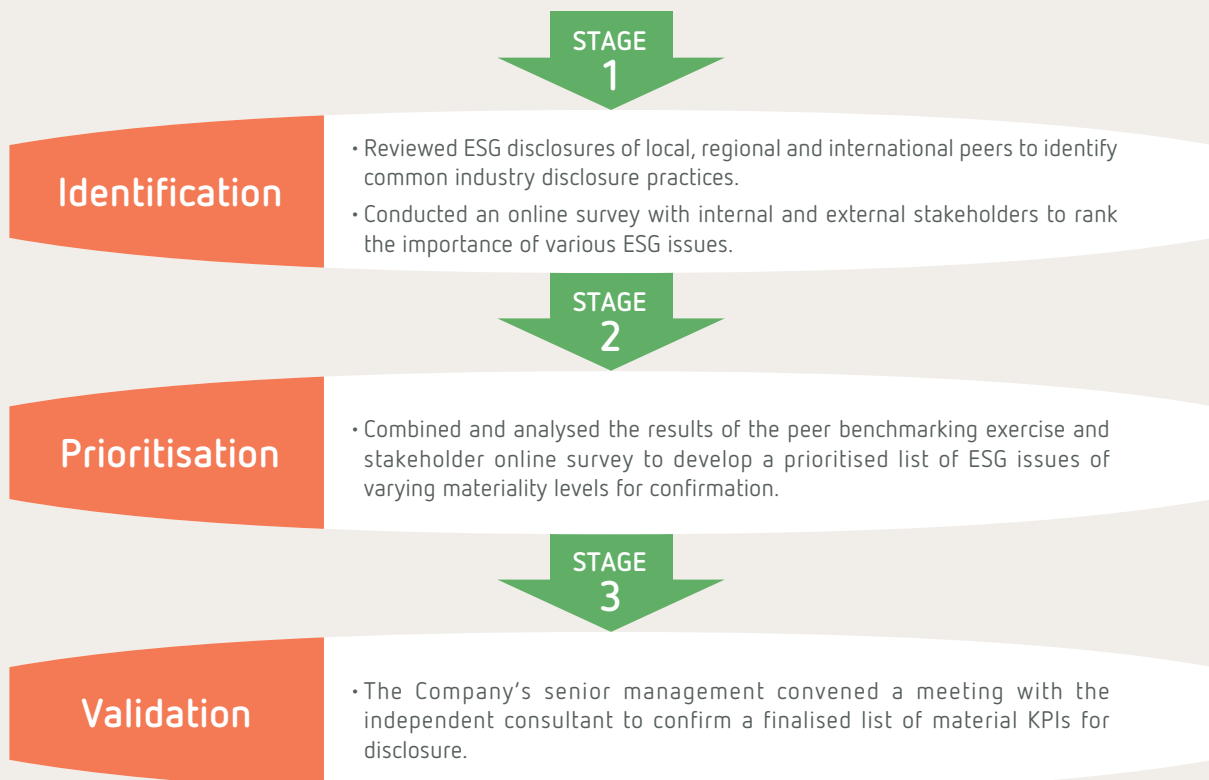 STAGE
1
Identification
• Reviewed ESG disclosures of local, regional and international peers to identify
common industry disclosure practices.
• Conducted an online survey with internal and external stakeholders to rank
the importance of various ESG issues.
STAGE
2
Prioritisation
• Combined and analysed the results of the peer benchmarking exercise and
stakeholder online survey to develop a prioritised list of ESG issues of
varying materiality levels for confirmation.
STAGE
3
Validation
• The Company’s senior management convened a meeting with the
independent consultant to confirm a finalised list of material KPIs for
disclosure.